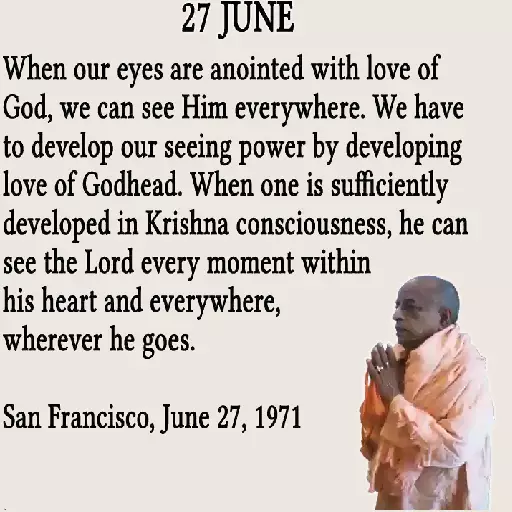 27 JUNE
When our eyes are anointed with love of
God, we can see Him everywhere. We have
to develop our seeing power by developing
love of Godhead. When one is sufficiently
developed in Krishna consciousness, he can
see the Lord every moment within
his heart and everywhere,
wherever he goes.
San Francisco, June 27, 1971